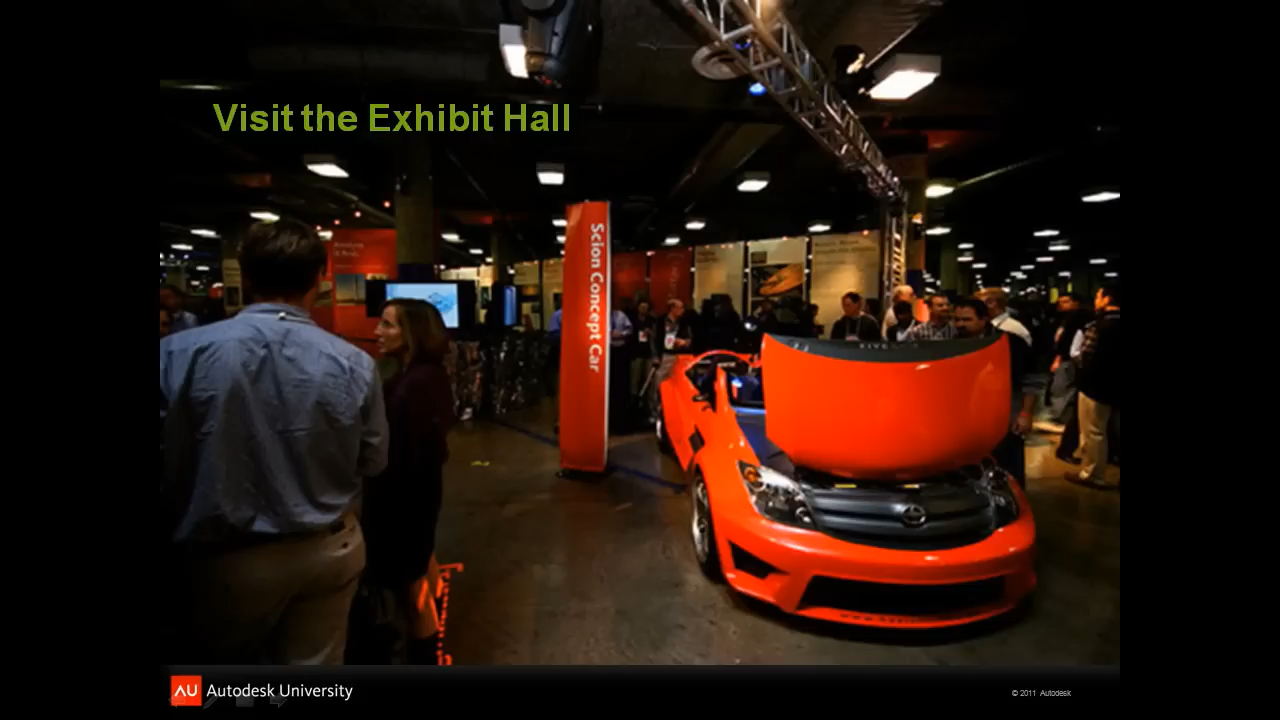 Visit the Exhibit Hall
Scion Concept Car
AU Autodesk University
© 2011 Autodesk